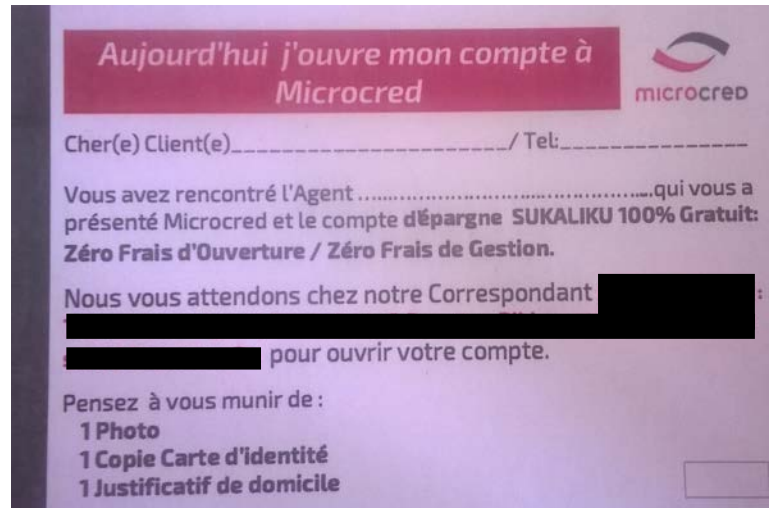 Aujourd'hui j'ouvre mon compte à
Microcred
microcred
Cher(e) Client(e)______________________/ Tel:_______________
Vous avez rencontré l'Agent ................................................qui vous a
présenté Microcred et le compte d'épargne SUKALIKU 100% Gratuit:
Zéro Frais d'Ouverture / Zéro Frais de Gestion.
Nous vous attendons chez notre Correspondant :
pour ouvrir votre compte.
Pensez à vous munir de :
1 Photo
1 Copie Carte d'identité
1 Justificatif de domicile